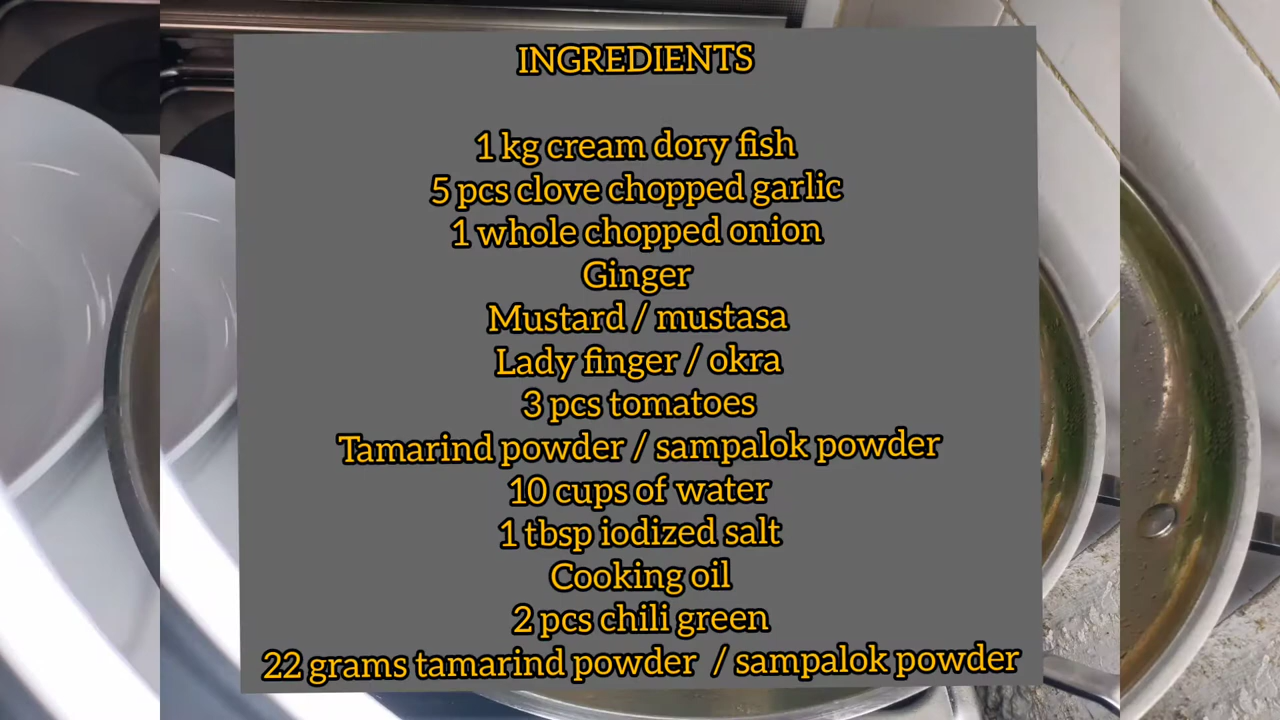 INGREDIENTS
1 kg cream dory fish
5 pcs clove chopped garlic
1 whole chopped onion
Ginger
Mustard / mustasa
Lady finger / okra
3 pcs tomatoes
Tamarind powder / sampalok powder
10 cups of water
1 tbsp iodized salt
Cooking oil
2 pcs chili green
22 grams tamarind powder / sampalok powder